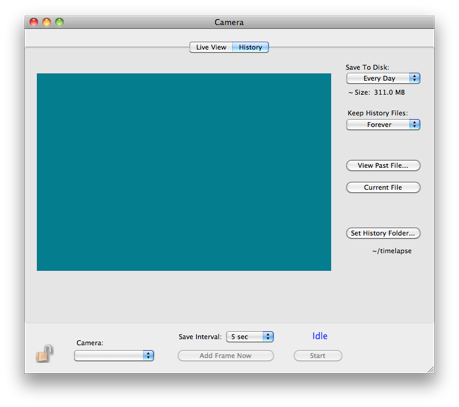 Camera
Live View History
Save To Disk:
Every Day
~ Size: 311.0 MB
Keep History Files:
Forever
View Past File...
Current File
Set History Folder...
~/timelapse
Save Interval: 5 sec Idle
Camera:
Add Frame Now Start